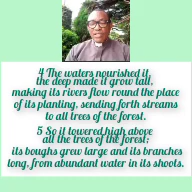 4 The waters nourished it,
the deep made it grow tall,
making its rivers flow round the place
of its planting, sending forth streams
to all trees of the forest.
5 So it towered high above
all the trees of the forest;
its boughs grew large and its branches
long, from abundant water in its shoots.